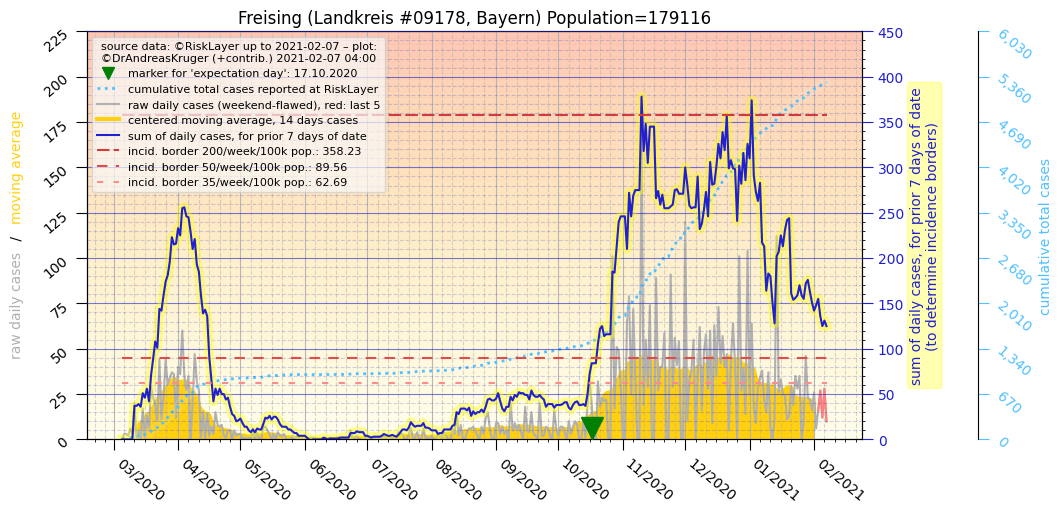 Freising (Landkreis #09178, Bayern) Population=179116
source data: ©RiskLayer up to 2021-02-07 – plot:
©DrAndreasKruger (+contrib.) 2021-02-07 04:00
marker for 'expectation day': 17.10.2020
cumulative total cases reported at RiskLayer
raw daily cases (weekend-flawed), red: last 5
centered moving average, 14 days cases
sum of daily cases, for prior 7 days of date
incid. border 200/week/100k pop.: 358.23
incid. border 50/week/100k pop.: 89.56
incid. border 35/week/100k pop.: 62.69
raw daily cases / moving average
225
200
175
150
125
100
75
50
25
0
03/2020
04/2020
05/2020
06/2020
07/2020
08/2020
09/2020
10/2020
11/2020
12/2020
01/2021
02/2021
450
400
350
300
250
200
150
100
50
0
sum of daily cases, for prior 7 days of date
(to determine incidence borders)
6,030
5,360
4,690
4,020
3,350
2,680
2,010
1,340
670
0
cumulative total cases